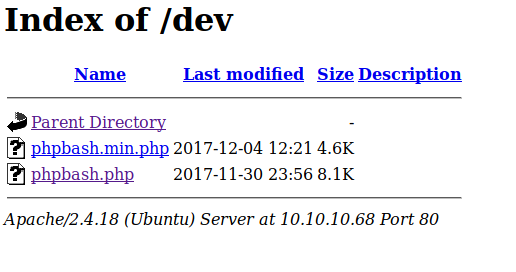 Index of /dev
Name Last modified Size Description
Parent Directory -
phpbash.min.php 2017-12-04 12:21 4.6K
phpbash.php 2017-11-30 23:56 8.1K
Apache/2.4.18 (Ubuntu) Server at 10.10.10.68 Port 80